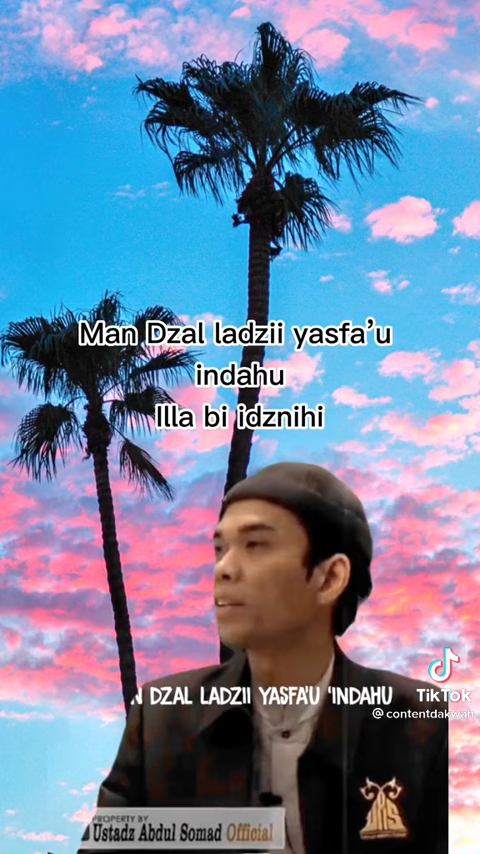 Man Dzal ladzii yasfa’u
indahu
Illa bi idznihi
N DZAL LADZII YASFA'U 'INDAHU
TikTok
@contentdakwah
PROPERTY BY
Ustadz Abdul Somad Official